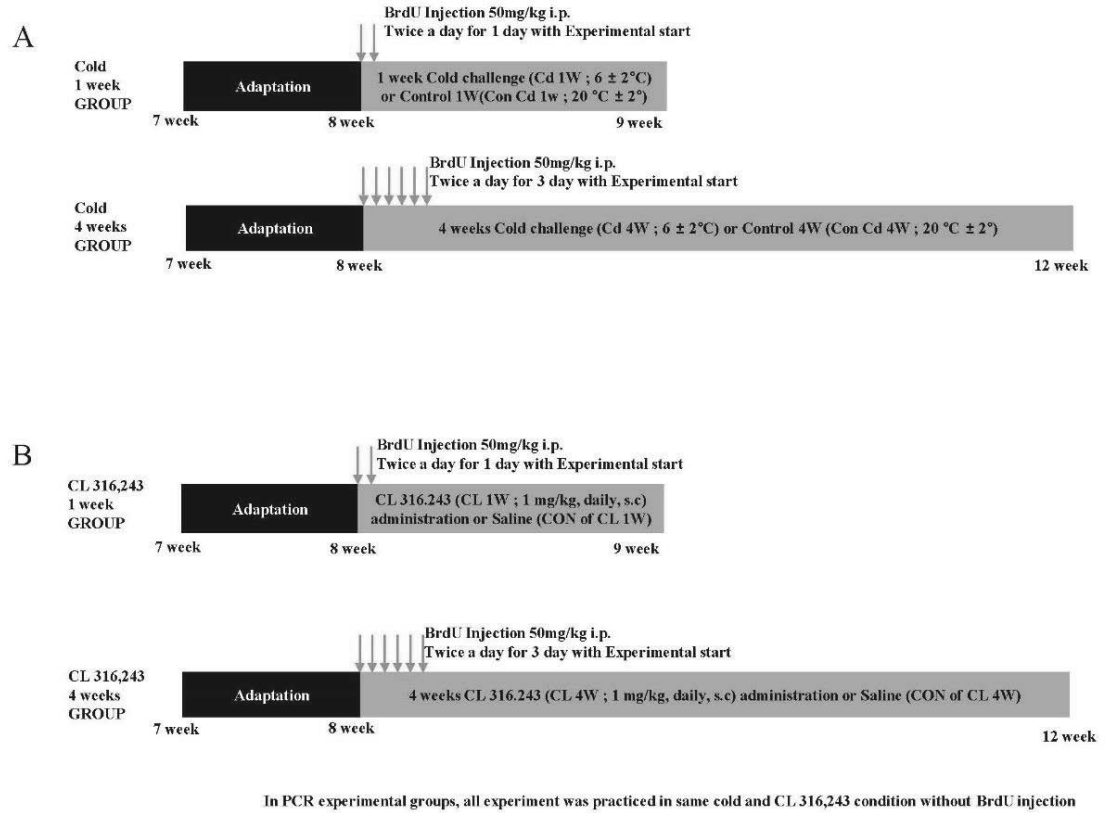 A
BrdU Injection 50mg/kg i.p.
Twice a day for 1 day with Experimental start
Cold
1 week
GROUP
Adaptation
1 week Cold challenge (Cd 1W ; 6 ± 2°C)
or Control 1W(Con Cd 1w ; 20 °C ± 2°)
7 week
8 week
9 week
BrdU Injection 50mg/kg i.p.
Twice a day for 3 day with Experimental start
Cold
4 weeks
GROUP
Adaptation
4 weeks Cold challenge (Cd 4W ; 6 ± 2°C) or Control 4W (Con Cd 4W ; 20 °C ± 2°)
7 week
8 week
12 week
B
BrdU Injection 50mg/kg i.p.
Twice a day for 1 day with Experimental start
CL 316,243
1 week
GROUP
Adaptation
CL 316.243 (CL 1W ; 1 mg/kg, daily, s.c)
administration or Saline (CON of CL 1W)
7 week
8 week
9 week
BrdU Injection 50mg/kg i.p.
Twice a day for 3 day with Experimental start
CL 316,243
4 weeks
GROUP
Adaptation
4 weeks CL 316.243 (CL 4W ; 1 mg/kg, daily, s.c) administration or Saline (CON of CL 4W)
7 week
8 week
12 week
In PCR experimental groups, all experiment was practiced in same cold and CL 316,243 condition without BrdU injection